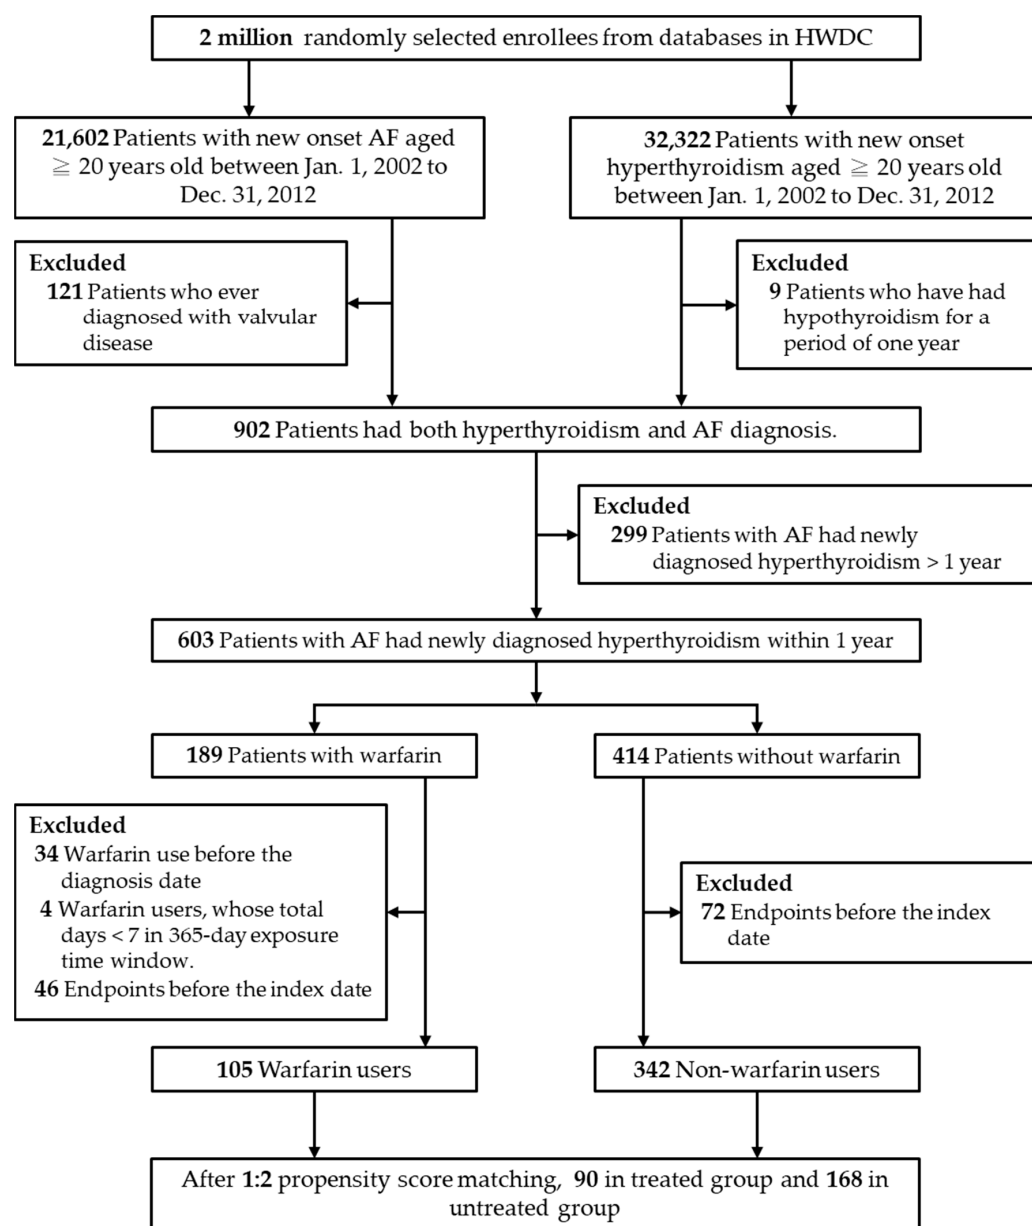 2 million randomly selected enrollees from databases in HWDC
21,602 Patients with new onset AF aged
≧ 20 years old between Jan. 1, 2002 to
Dec. 31, 2012
32,322 Patients with new onset
hyperthyroidism aged ≧ 20 years old
between Jan. 1, 2002 to Dec. 31, 2012
Excluded
121 Patients who ever
diagnosed with valvular
disease
Excluded
9 Patients who have had
hypothyroidism for a
period of one year
902 Patients had both hyperthyroidism and AF diagnosis.
Excluded
299 Patients with AF had newly
diagnosed hyperthyroidism > 1 year
603 Patients with AF had newly diagnosed hyperthyroidism within 1 year
189 Patients with warfarin
414 Patients without warfarin
Excluded
34 Warfarin use before the
diagnosis date
4 Warfarin users, whose total
days < 7 in 365-day exposure
time window.
46 Endpoints before the index date
Excluded
72 Endpoints before the index
date
105 Warfarin users
342 Non-warfarin users
After 1:2 propensity score matching, 90 in treated group and 168 in
untreated group